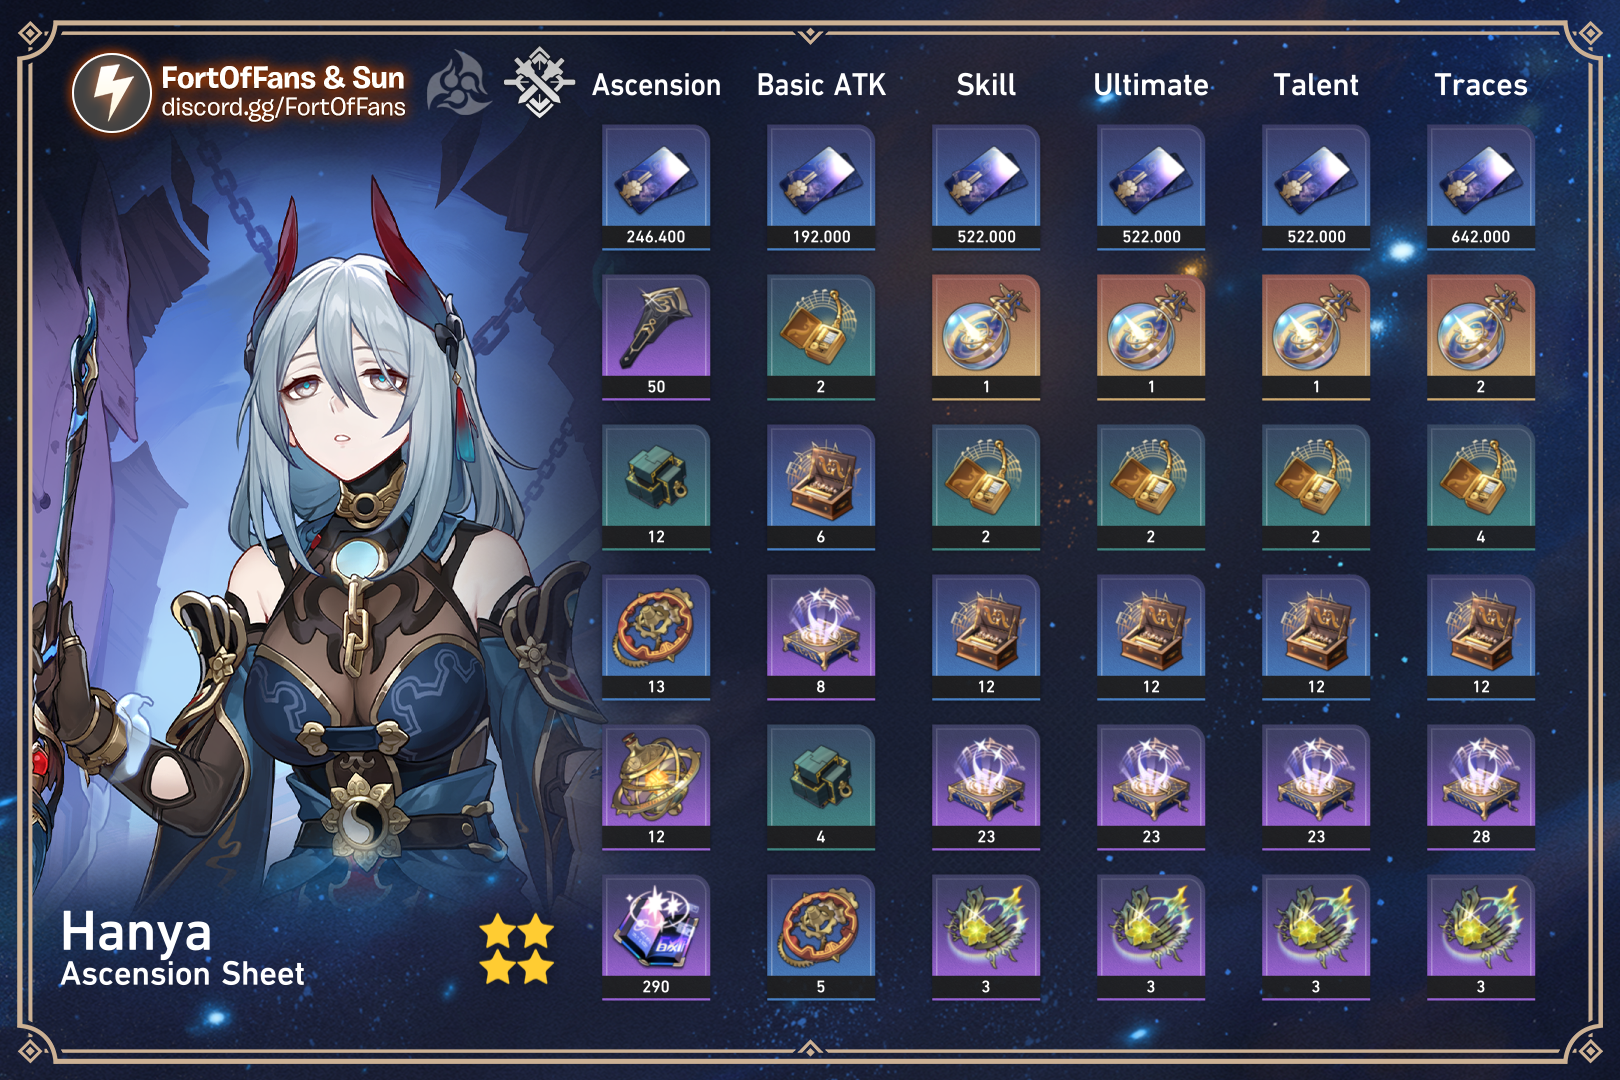 FortOfFans & Sun
discord.gg/FortOfFans
Ascension Basic ATK Skill Ultimate Talent Traces
246.400 192.000 522.000 522.000 522.000 642.000
50 2 1 1 1 2
12 6 2 2 2 4
13 8 12 12 12 12
12 4 23 23 23 28
290 5 3 3 3 3
Hanya
Ascension Sheet